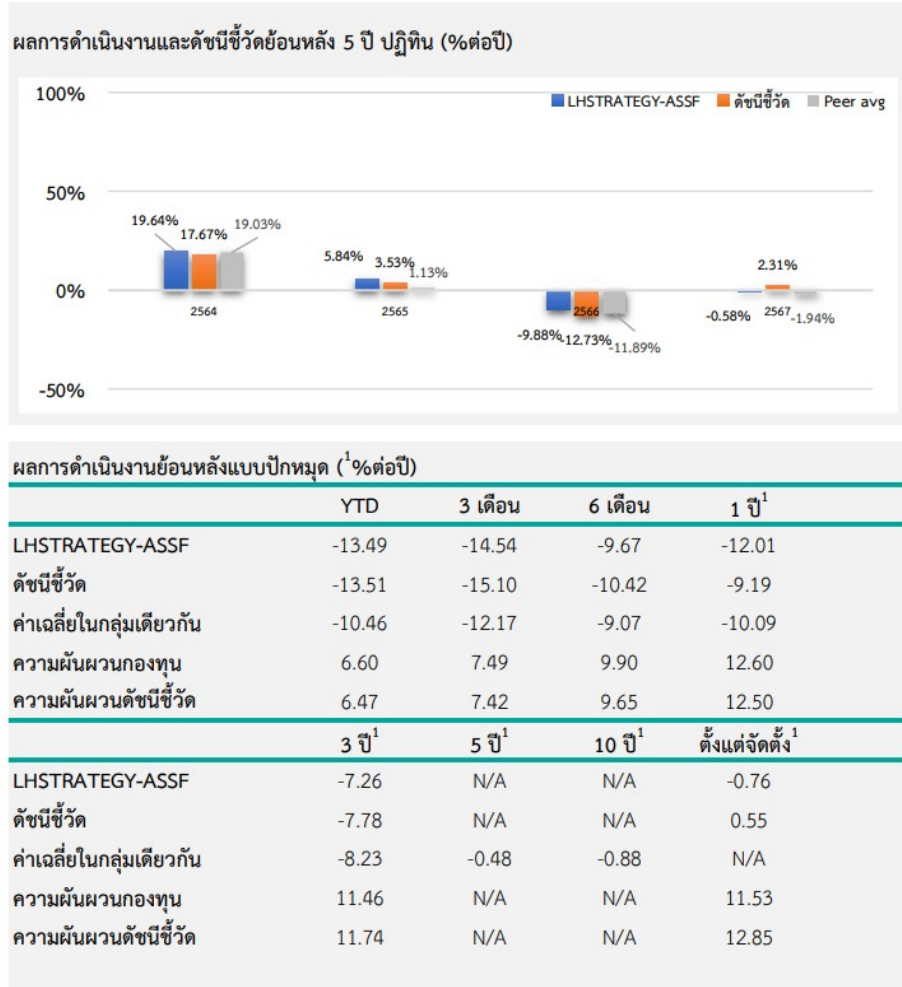 ผลการดำเนินงานและดัชนีชี้วัดย้อนหลัง 5 ปี ปฏิทิน (%ต่อปี)
LHSTRATEGY-ASSF ดัชนีชี้วัด Peer avg
100%
50%
0%
-50%
19.64% 17.67% 19.03%
2564
5.84% 3.53% 1.13%
2565
2566
-9.88% -12.73% -11.89%
2.31%
-0.58% 2567 -1.94%
ผลการดำเนินงานย้อนหลังแบบปักหมุด (¹%ต่อปี)
YTD 3 เดือน 6 เดือน 1 ปี¹
LHSTRATEGY-ASSF -13.49 -14.54 -9.67 -12.01
ดัชนีชี้วัด -13.51 -15.10 -10.42 -9.19
ค่าเฉลี่ยในกลุ่มเดียวกัน -10.46 -12.17 -9.07 -10.09
ความผันผวนกองทุน 6.60 7.49 9.90 12.60
ความผันผวนดัชนีชี้วัด 6.47 7.42 9.65 12.50
3 ปี¹ 5 ปี¹ 10 ปี¹ ตั้งแต่จัดตั้ง¹
LHSTRATEGY-ASSF -7.26 N/A N/A -0.76
ดัชนีชี้วัด -7.78 N/A N/A 0.55
ค่าเฉลี่ยในกลุ่มเดียวกัน -8.23 -0.48 -0.88 N/A
ความผันผวนกองทุน 11.46 N/A N/A 11.53
ความผันผวนดัชนีชี้วัด 11.74 N/A N/A 12.85